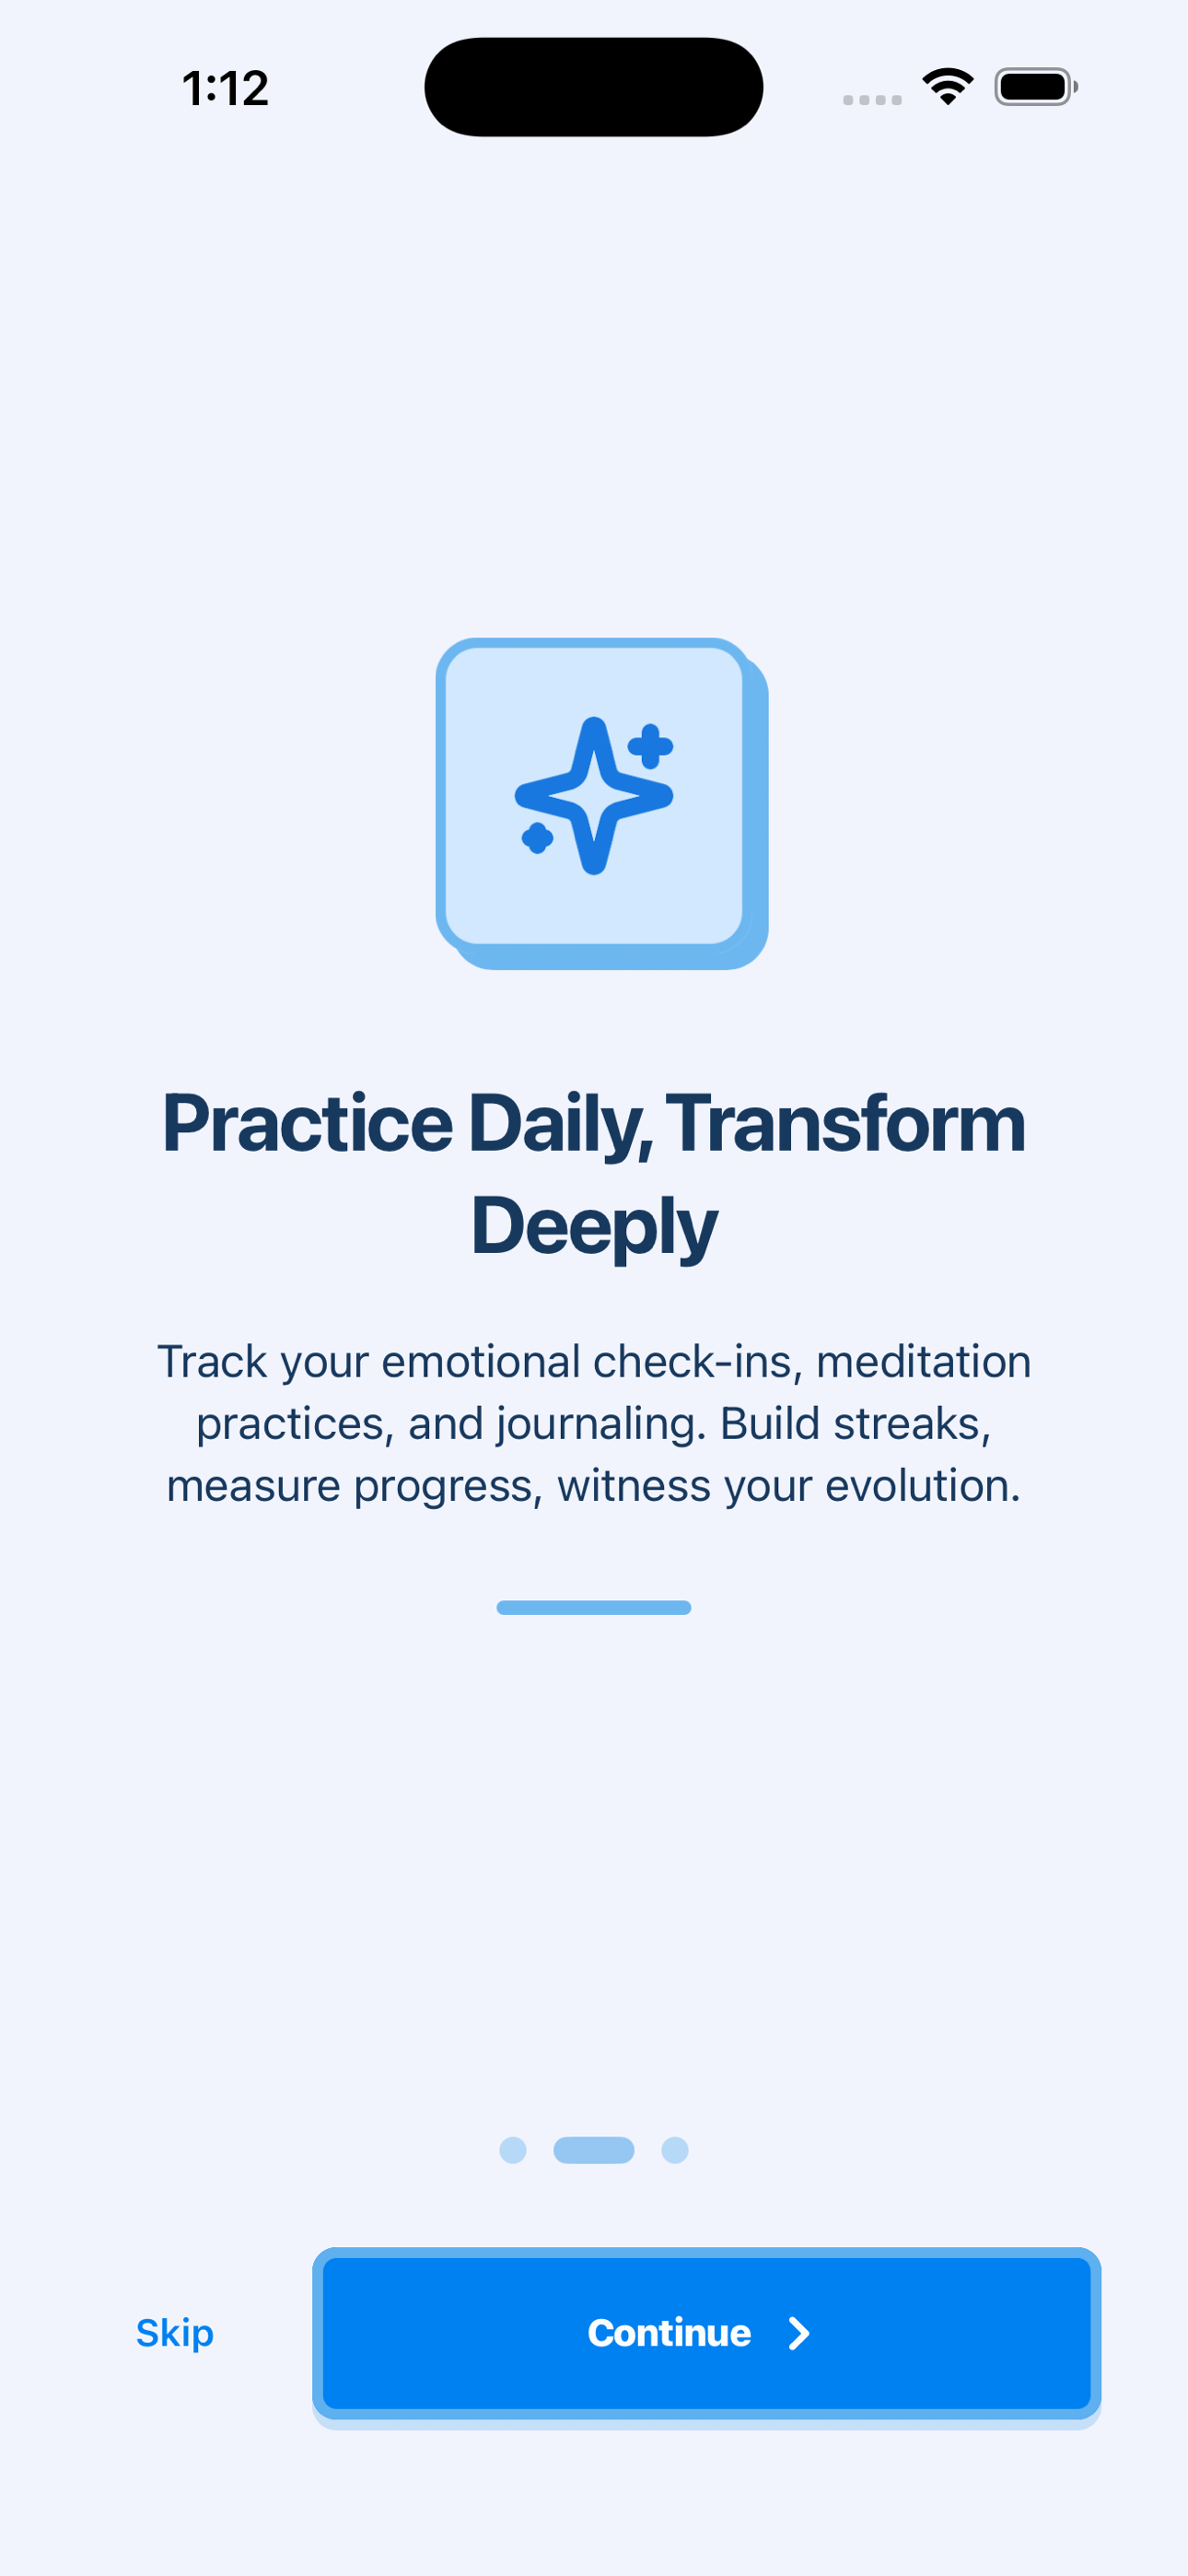 1:12
Practice Daily, Transform
Deeply
Track your emotional check-ins, meditation
practices, and journaling. Build streaks,
measure progress, witness your evolution.
Skip
Continue